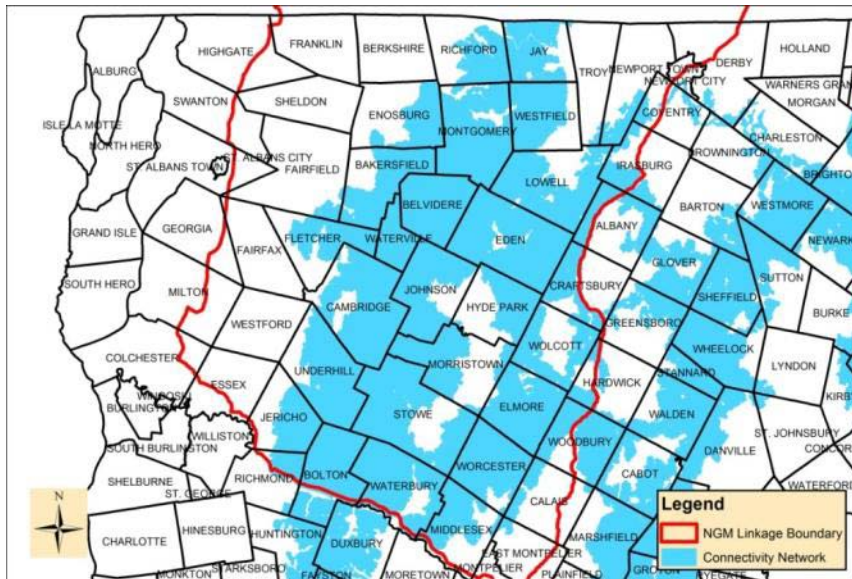 HIGHGATE
FRANKLIN
BERKSHIRE
RICHFORD
JAY
TROY
NEWPORT TOWN
NEWPORT CITY
DERBY
HOLLAND
ALBURG
SWANTON
SHELDON
ENOSBURG
MONTGOMERY
WESTFIELD
COVENTRY
MORGAN
ISLE LA MOTTE
NORTH HERO
ST. ALBANS TOWN
ST. ALBANS CITY
FAIRFIELD
BAKERSFIELD
LOWELL
IRASBURG
BROWNINGTON
CHARLESTON
GRAND ISLE
GEORGIA
FAIRFAX
FLETCHER
WATERVILLE
BELVIDERE
EDEN
ALBANY
BARTON
WESTMORE
SOUTH HERO
MILTON
WESTFORD
CAMBRIDGE
JOHNSON
HYDE PARK
CRAFTSBURY
GREENSBORO
GLOVER
SHEFFIELD
SUTTON
COLCHESTER
ESSEX
UNDERHILL
MORRISTOWN
WOLCOTT
HARDWICK
STANNARD
WHEELOCK
LYNDON
BURKE
WINOOSKI
BURLINGTON
JERICHO
STOWE
ELMORE
WOODBURY
WALDEN
DANVILLE
ST. JOHNSBURY
SOUTH BURLINGTON
WILLISTON
SHELBURNE
ST. GEORGE
RICHMOND
BOLTON
WATERBURY
WORCESTER
CALAIS
CABOT
CHARLOTTE
HINESBURG
HUNTINGTON
DUXBURY
MIDDLESEX
EAST MONTPELIER
MARSHFIELD
MONKTON
STARKSBORO
FAYSTON
MORETOWN
MONTPELIER
PLAINFIELD
GROTON
N
Legend
NGM Linkage Boundary
Connectivity Network